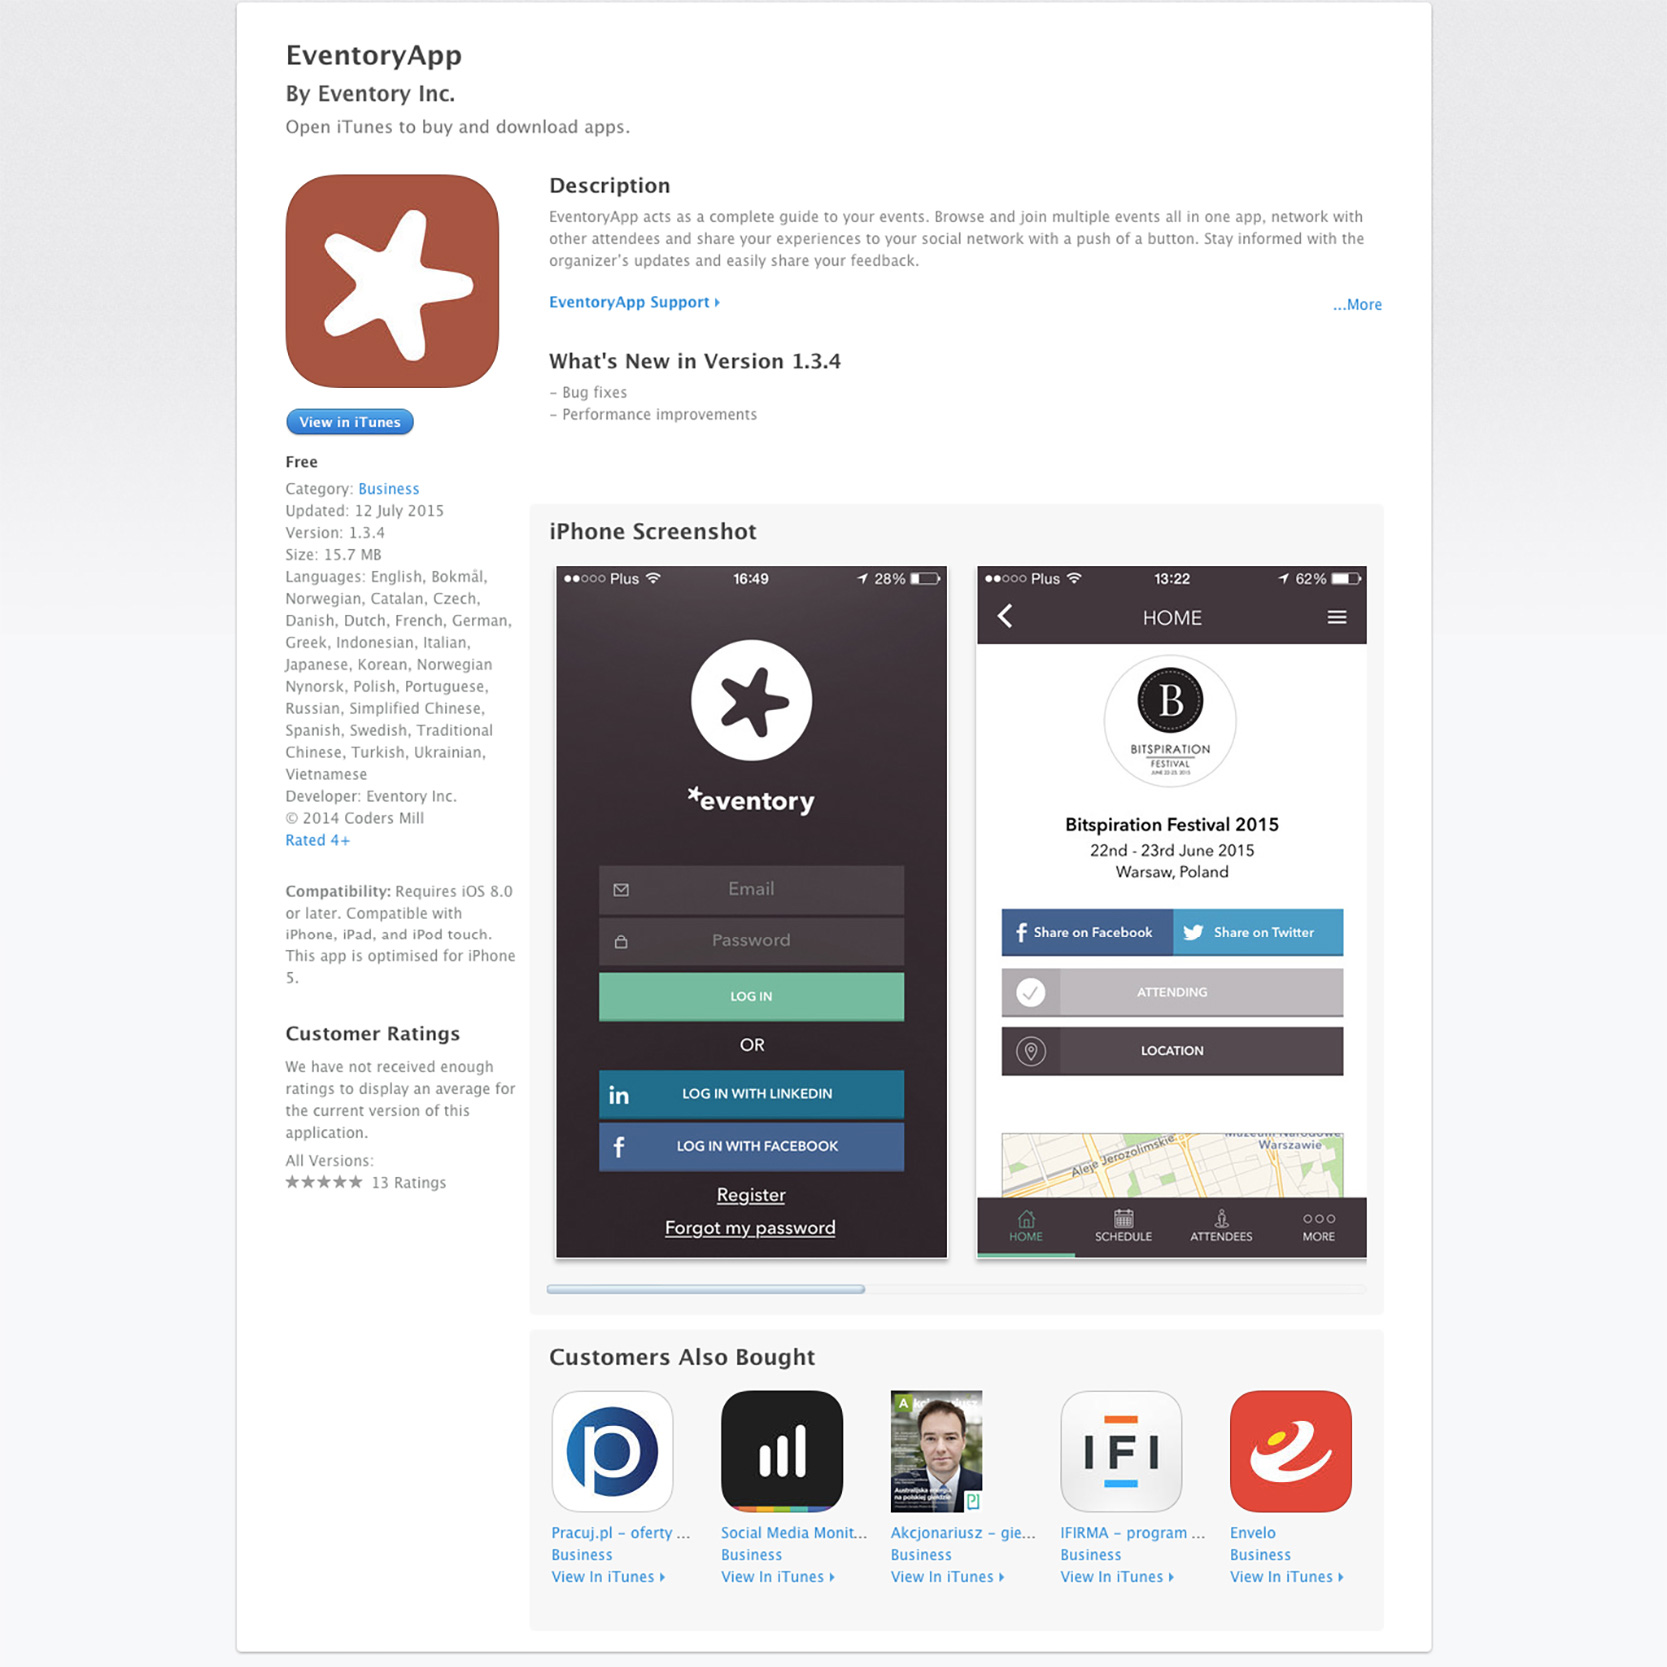 EventoryApp
By Eventory Inc.
Open iTunes to buy and download apps.
View in iTunes
Free
Category: Business
Updated: 12 July 2015
Version: 1.3.4
Size: 15.7 MB
Languages: English, Bokmål,
Norwegian, Catalan, Czech,
Danish, Dutch, French, German,
Greek, Indonesian, Italian,
Japanese, Korean, Norwegian
Nynorsk, Polish, Portuguese,
Russian, Simplified Chinese,
Spanish, Swedish, Traditional
Chinese, Turkish, Ukrainian,
Vietnamese
Developer: Eventory Inc.
© 2014 Coders Mill
Rated 4+
Compatibility: Requires iOS 8.0
or later. Compatible with
iPhone, iPad, and iPod touch.
This app is optimised for iPhone
5.
Customer Ratings
We have not received enough
ratings to display an average for
the current version of this
application.
All Versions:
★★★★★ 13 Ratings
Description
EventoryApp acts as a complete guide to your events. Browse and join multiple events all in one app, network with
other attendees and share your experiences to your social network with a push of a button. Stay informed with the
organizer's updates and easily share your feedback.
EventoryApp Support
...More
What's New in Version 1.3.4
- Bug fixes
- Performance improvements
iPhone Screenshot
Plus 16:49 28%
*eventory
Email
Password
LOG IN
OR
in LOG IN WITH LINKEDIN
f LOG IN WITH FACEBOOK
Register
Forgot my password
Plus 13:22 62%
HOME
B
BITSPIRATION
FESTIVAL
JUNE 22-23, 2015
Bitspiration Festival 2015
22nd - 23rd June 2015
Warsaw, Poland
f Share on Facebook
Share on Twitter
ATTENDING
LOCATION
Muzeum Narodowe
Warszawie
Aleje Jerozolimskie
HOME SCHEDULE ATTENDEES MORE
Customers Also Bought
p
Pracuj.pl - oferty ...
Business
View In iTunes
Social Media Monit...
Business
View In iTunes
Australijska energia
na polskiej giełdzie
Akcjonariusz - gie...
Business
View In iTunes
IFI
IFIRMA - program ...
Business
View In iTunes
Envelo
Business
View In iTunes